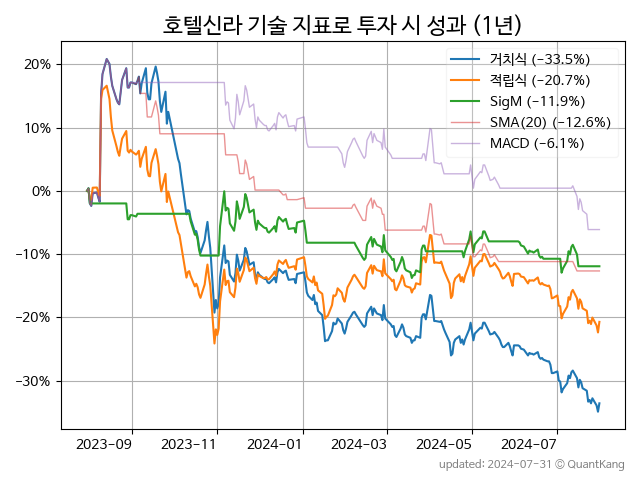 호텔신라 기술 지표로 투자 시 성과 (1년)
거치식 (−33.5%)
적립식 (−20.7%)
SigM (−11.9%)
SMA(20) (−12.6%)
MACD (−6.1%)
20%
10%
0%
−10%
−20%
−30%
2023-09 2023-11 2024-01 2024-03 2024-05 2024-07
updated: 2024-07-31 © QuantKang